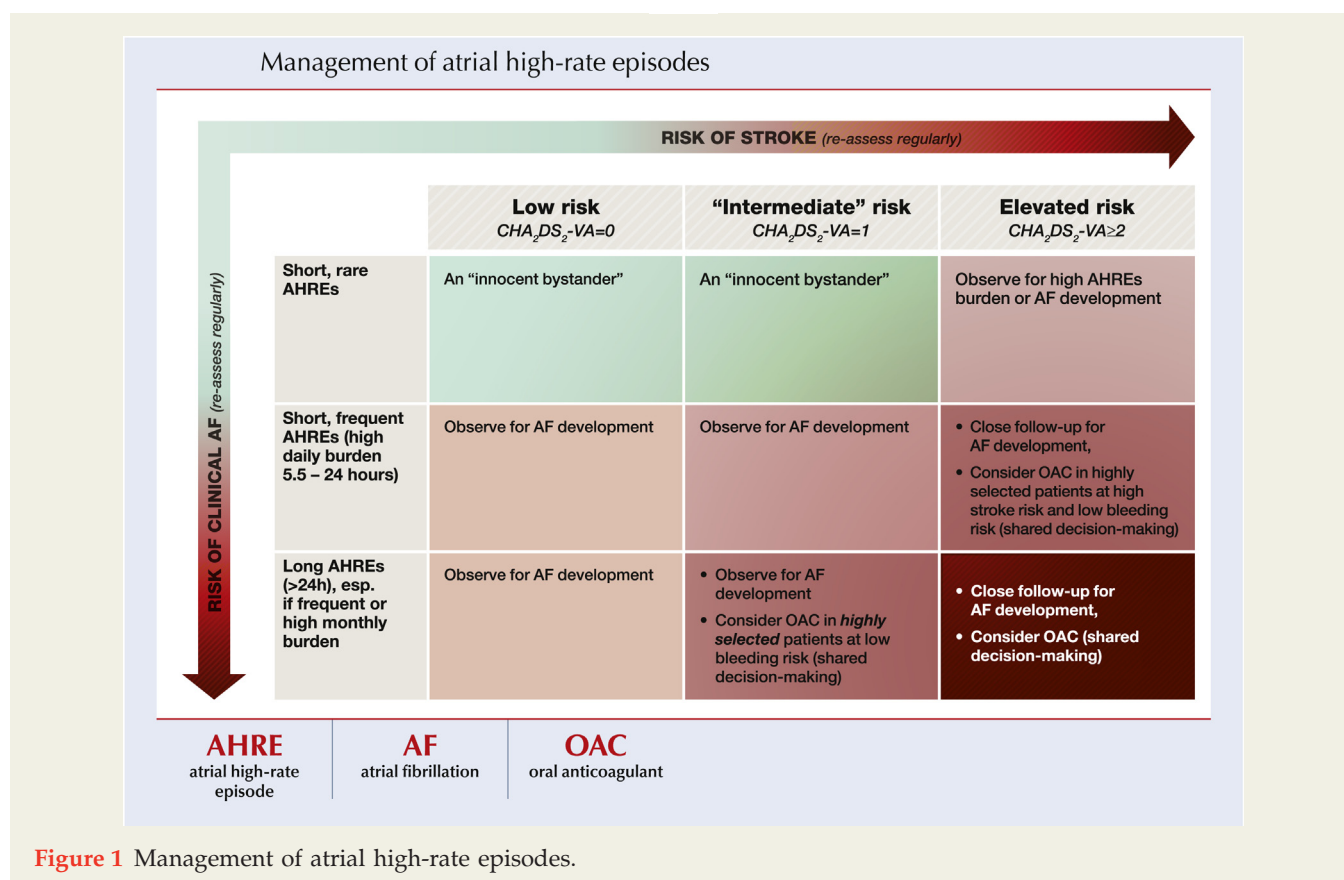 Management of atrial high-rate episodes
RISK OF STROKE (re-assess regularly)
RISK OF CLINICAL AF (re-assess regularly)
Low risk
CHA₂DS₂-VA=0
“Intermediate” risk
CHA₂DS₂-VA=1
Elevated risk
CHA₂DS₂-VA≥2
Short, rare
AHREs
An “innocent bystander”
An “innocent bystander”
Observe for high AHREs
burden or AF development
Short, frequent
AHREs (high
daily burden
5.5 – 24 hours)
Observe for AF development
Observe for AF development
• Close follow-up for
AF development,
• Consider OAC in highly
selected patients at high
stroke risk and low bleeding
risk (shared decision-making)
Long AHREs
(>24h), esp.
if frequent or
high monthly
burden
Observe for AF development
• Observe for AF
development
• Consider OAC in highly
selected patients at low
bleeding risk (shared
decision-making)
• Close follow-up for
AF development,
• Consider OAC (shared
decision-making)
AHRE
atrial high-rate
episode
AF
atrial fibrillation
OAC
oral anticoagulant
Figure 1 Management of atrial high-rate episodes.